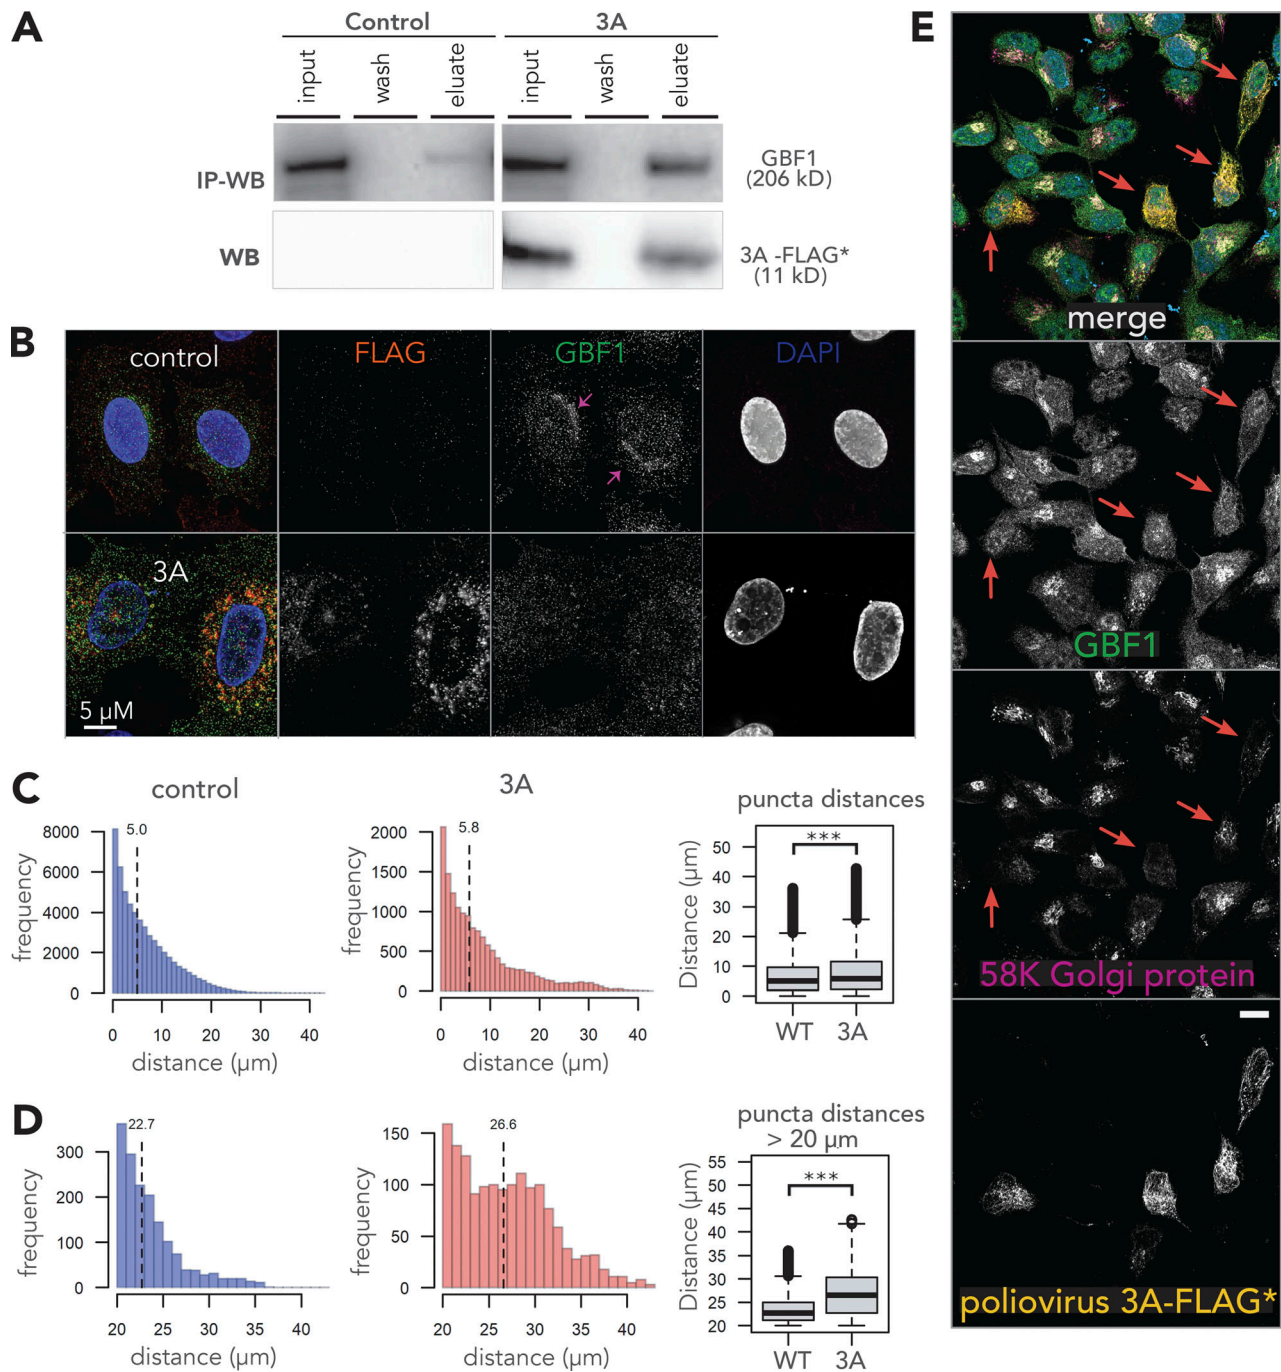 A
Control
3A
input
wash
eluate
input
wash
eluate
IP-WB
GBF1
(206 kD)
WB
3A -FLAG*
(11 kD)
B
control
FLAG
GBF1
DAPI
3A
5 µM
C
control
3A
puncta distances
5.0
8000
6000
4000
2000
0
frequency
0 10 20 30 40
distance (µm)
5.8
2000
1500
1000
500
0
frequency
0 10 20 30 40
distance (µm)
***
50
40
30
20
10
0
Distance (µm)
WT 3A
D
puncta distances
> 20 µm
22.7
300
200
100
0
frequency
20 25 30 35 40
distance (µm)
26.6
150
100
50
0
frequency
20 25 30 35 40
distance (µm)
***
55
50
45
40
35
30
25
20
Distance (µm)
WT 3A
E
merge
GBF1
58K Golgi protein
poliovirus 3A-FLAG*